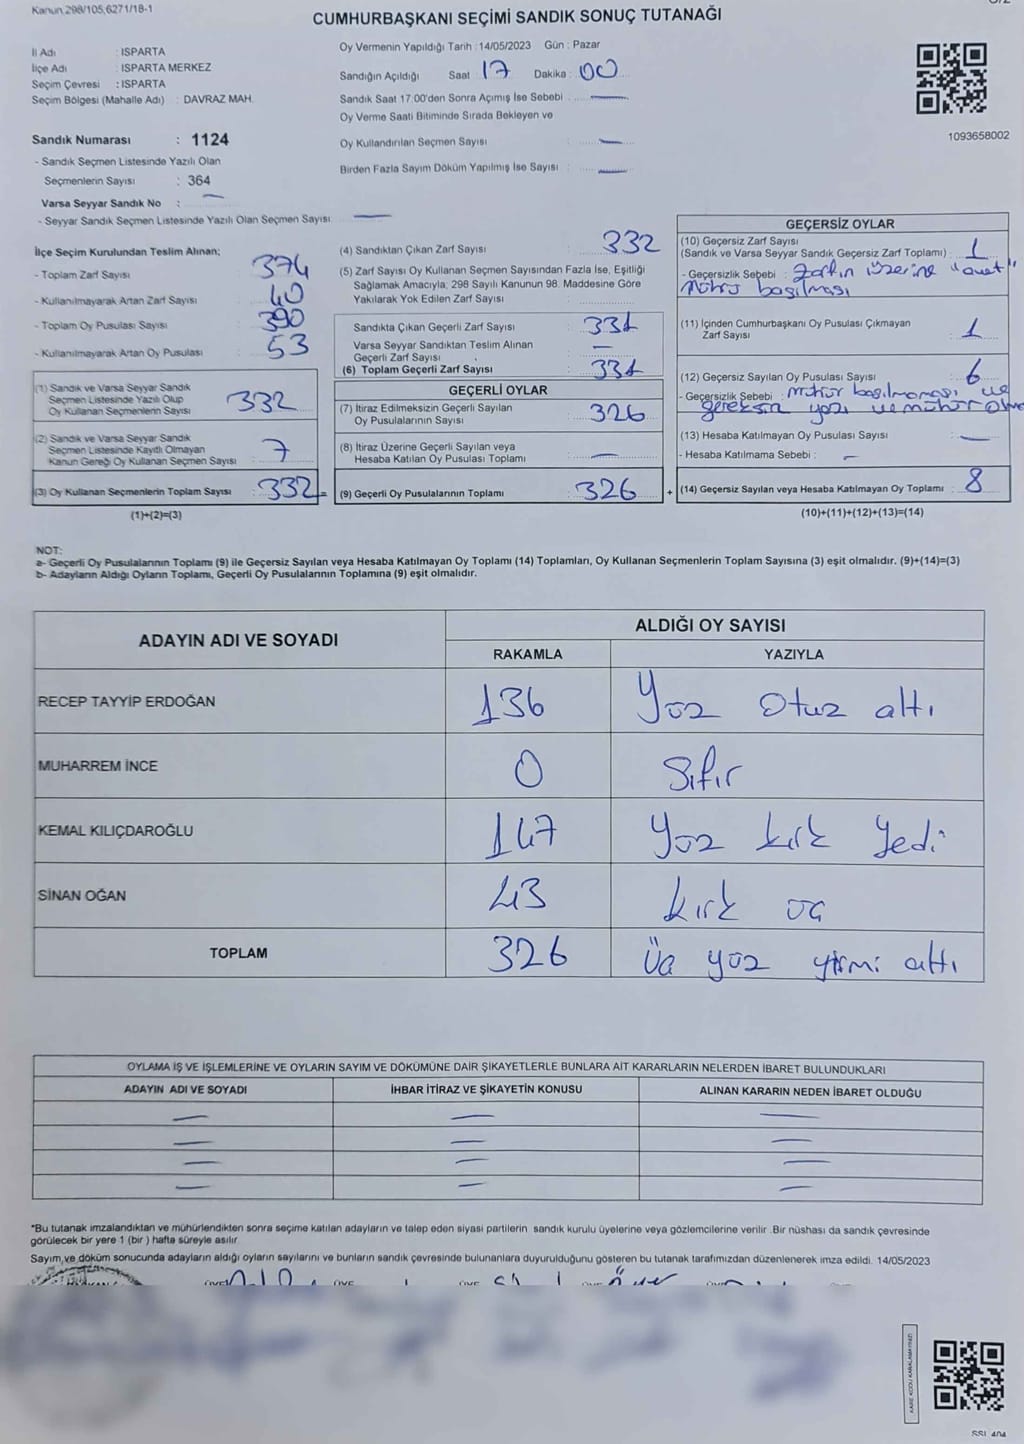 Kanun 298/105,6271/18-1
CUMHURBAŞKANI SEÇİMİ SANDIK SONUÇ TUTANAĞI
İl Adı : ISPARTA
İlçe Adı : ISPARTA MERKEZ
Seçim Çevresi : ISPARTA
Seçim Bölgesi (Mahalle Adı) : DAVRAZ MAH.
Sandık Numarası : 1124
- Sandık Seçmen Listesinde Yazılı Olan
Seçmenlerin Sayısı : 364
Varsa Seyyar Sandık No : —
- Seyyar Sandık Seçmen Listesinde Yazılı Olan Seçmen Sayısı —
Oy Vermenin Yapıldığı Tarih : 14/05/2023 Gün : Pazar
Sandığın Açıldığı Saat 17 Dakika : 00
Sandık Saat 17:00'den Sonra Açımış İse Sebebi : —
Oy Verme Saati Bitiminde Sırada Bekleyen ve
Oy Kullandırılan Seçmen Sayısı : —
Birden Fazla Sayım Döküm Yapılmış İse Sayısı : —
1093658002
İlçe Seçim Kurulundan Teslim Alınan;
- Toplam Zarf Sayısı : 374
- Kullanılmayarak Artan Zarf Sayısı : 40
- Toplam Oy Pusulası Sayısı : 390
- Kullanılmayarak Artan Oy Pusulası : 53
(1) Sandık ve Varsa Seyyar Sandık
Seçmen Listesinde Yazılı Olup
Oy Kullanan Seçmenlerin Sayısı : 332
(2) Sandık ve Varsa Seyyar Sandık
Seçmen Listesinde Kayıtlı Olmayan
Kanun Gereği Oy Kullanan Seçmen Sayısı : 7
(3) Oy Kullanan Seçmenlerin Toplam Sayısı : 332 =
(1)+(2)=(3)
(4) Sandıktan Çıkan Zarf Sayısı : 332
(5) Zarf Sayısı Oy Kullanan Seçmen Sayısından Fazla İse, Eşitliği
Sağlamak Amacıyla; 298 Sayılı Kanunun 98. Maddesine Göre
Yakılarak Yok Edilen Zarf Sayısı :
Sandıkta Çıkan Geçerli Zarf Sayısı : 331
Varsa Seyyar Sandıktan Teslim Alınan
Geçerli Zarf Sayısı : —
(6) Toplam Geçerli Zarf Sayısı : 331
GEÇERLİ OYLAR
(7) İtiraz Edilmeksizin Geçerli Sayılan
Oy Pusulalarının Sayısı : 326
(8) İtiraz Üzerine Geçerli Sayılan veya
Hesaba Katılan Oy Pusulası Toplamı : —
(9) Geçerli Oy Pusulalarının Toplamı : 326 +
GEÇERSİZ OYLAR
(10) Geçersiz Zarf Sayısı
(Sandık ve Varsa Seyyar Sandık Geçersiz Zarf Toplamı) : 1
- Geçersizlik Sebebi : Zarfın üzerine "evet"
mührü basılması
(11) İçinden Cumhurbaşkanı Oy Pusulası Çıkmayan
Zarf Sayısı : 1
(12) Geçersiz Sayılan Oy Pusulası Sayısı : 6
- Geçersizlik Sebebi : mühür basılmaması ve
gereksiz yazı ve mühür
(13) Hesaba Katılmayan Oy Pusulası Sayısı : —
- Hesaba Katılmama Sebebi : —
(14) Geçersiz Sayılan veya Hesaba Katılmayan Oy Toplamı : 8
(10)+(11)+(12)+(13)=(14)
NOT:
a- Geçerli Oy Pusulalarının Toplamı (9) ile Geçersiz Sayılan veya Hesaba Katılmayan Oy Toplamı (14) Toplamları, Oy Kullanan Seçmenlerin Toplam Sayısına (3) eşit olmalıdır. (9)+(14)=(3)
b- Adayların Aldığı Oyların Toplamı, Geçerli Oy Pusulalarının Toplamına (9) eşit olmalıdır.
ADAYIN ADI VE SOYADI ALDIĞI OY SAYISI
RAKAMLA YAZIYLA
RECEP TAYYİP ERDOĞAN 136 Yüz Otuz altı
MUHARREM İNCE 0 Sıfır
KEMAL KILIÇDAROĞLU 147 Yüz kırk Yedi
SİNAN OĞAN 43 kırk üç
TOPLAM 326 Üç yüz yirmi altı
OYLAMA İŞ VE İŞLEMLERİNE VE OYLARIN SAYIM VE DÖKÜMÜNE DAİR ŞİKAYETLERLE BUNLARA AİT KARARLARIN NELERDEN İBARET BULUNDUKLARI
ADAYIN ADI VE SOYADI İHBAR İTİRAZ VE ŞİKAYETİN KONUSU ALINAN KARARIN NEDEN İBARET OLDUĞU
— — —
— — —
— — —
— — —
*Bu tutanak imzalandıktan ve mühürlendikten sonra seçime katılan adayların ve talep eden siyasi partilerin sandık kurulu üyelerine veya gözlemcilerine verilir. Bir nüshası da sandık çevresinde
görülecek bir yere 1 (bir) hafta süreyle asılır.
Sayım ve döküm sonucunda adayların aldığı oyların sayılarını ve bunların sandık çevresinde bulunanlara duyurulduğunu gösteren bu tutanak tarafımızdan düzenlenerek imza edildi. 14/05/2023
KARE KODU KARALAMAYINIZ!